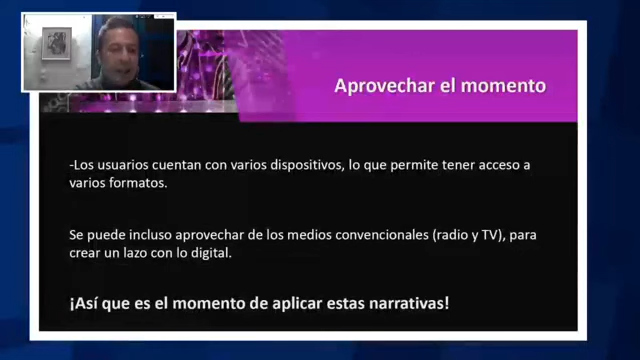 Aprovechar el momento
-Los usuarios cuentan con varios dispositivos, lo que permite tener acceso a
varios formatos.
Se puede incluso aprovechar de los medios convencionales (radio y TV), para
crear un lazo con lo digital.
¡Así que es el momento de aplicar estas narrativas!